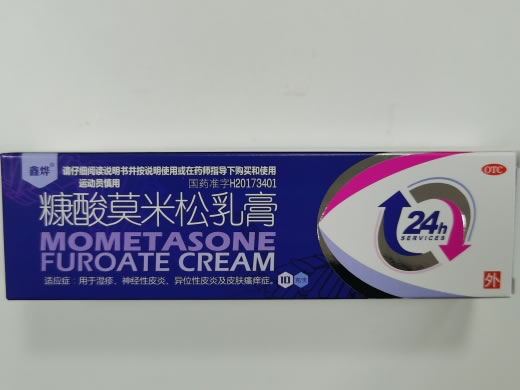 鑫烨®
请仔细阅读说明书并按说明使用或在药师指导下购买和使用
运动员慎用
国药准字H20173401
OTC
糠酸莫米松乳膏
MOMETASONE
FUROATE CREAM
24h
SERVICES
适应症：用于湿疹、神经性皮炎、异位性皮炎及皮肤瘙痒症。
10
外